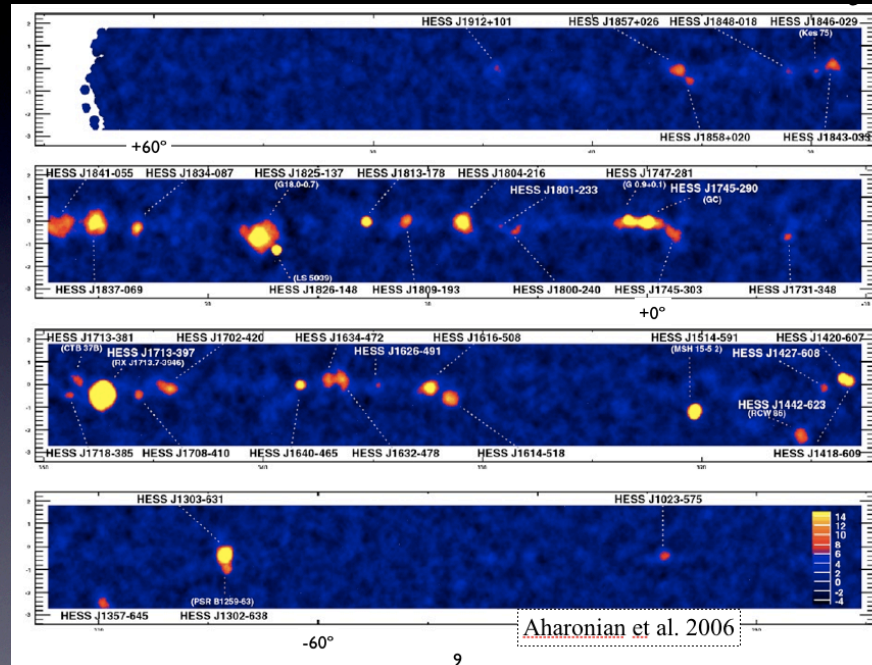 HESS J1912+101 HESS J1857+026 HESS J1848-018 HESS J1846-029
(Kes 75)
HESS J1858+020 HESS J1843-033
+60°
HESS J1841-055 HESS J1834-087 HESS J1825-137 HESS J1813-178 HESS J1804-216 HESS J1747-281
(G18.0-0.7) HESS J1801-233 (G 0.9+0.1) HESS J1745-290
(GC)
(LS 5039)
HESS J1837-069 HESS J1826-148 HESS J1809-193 HESS J1800-240 HESS J1745-303 HESS J1731-348
+0°
HESS J1713-381 HESS J1702-420 HESS J1634-472 HESS J1616-508 HESS J1514-591 HESS J1420-607
(CTB 37B) HESS J1713-397 HESS J1626-491 (MSH 15-5 2) HESS J1427-608
(RX J1713.7-3946)
HESS J1442-623
(RCW 86)
HESS J1718-385 HESS J1708-410 HESS J1640-465 HESS J1632-478 HESS J1614-518 HESS J1418-609
350 340 330 320
HESS J1303-631 HESS J1023-575
14
12
10
8
6
4
2
0
-2
-4
(PSR B1259-63)
HESS J1357-645 HESS J1302-638
Aharonian et al. 2006
-60°
9